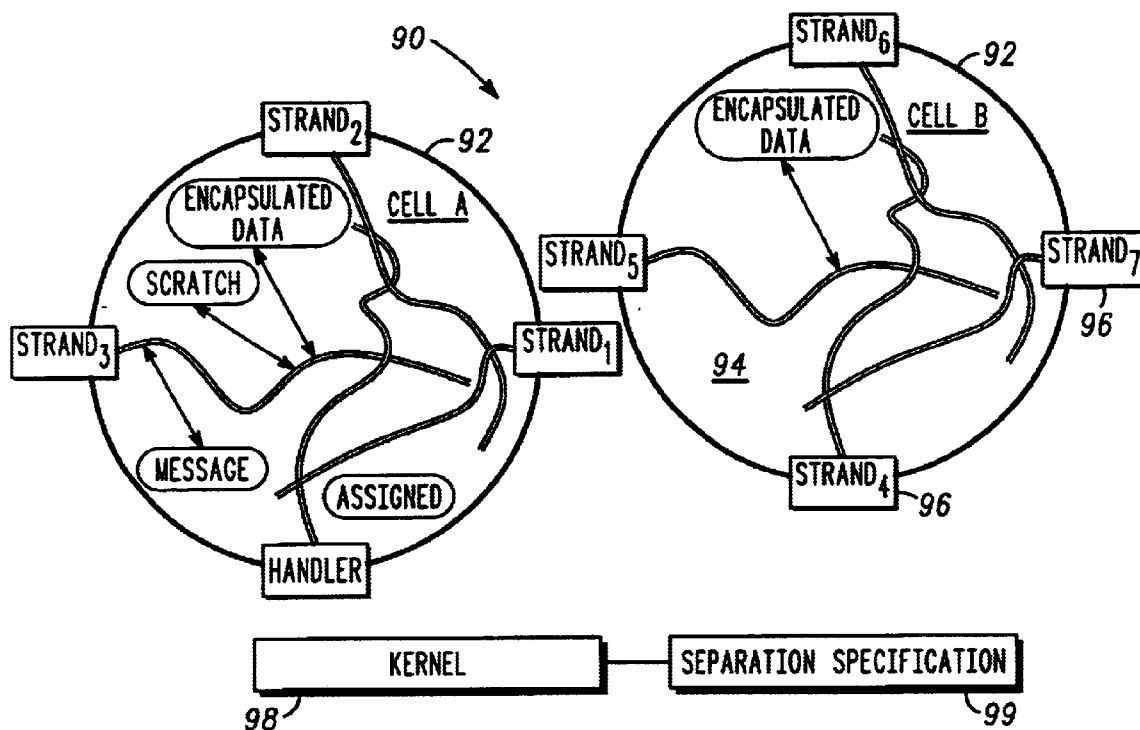 90
STRAND6
92
ENCAPSULATED
DATA
CELL B
STRAND2
92
ENCAPSULATED
DATA
CELL A
STRAND5
STRAND7
96
SCRATCH
STRAND3
STRAND1
94
MESSAGE
ASSIGNED
STRAND4
96
HANDLER
KERNEL
SEPARATION SPECIFICATION
98
99